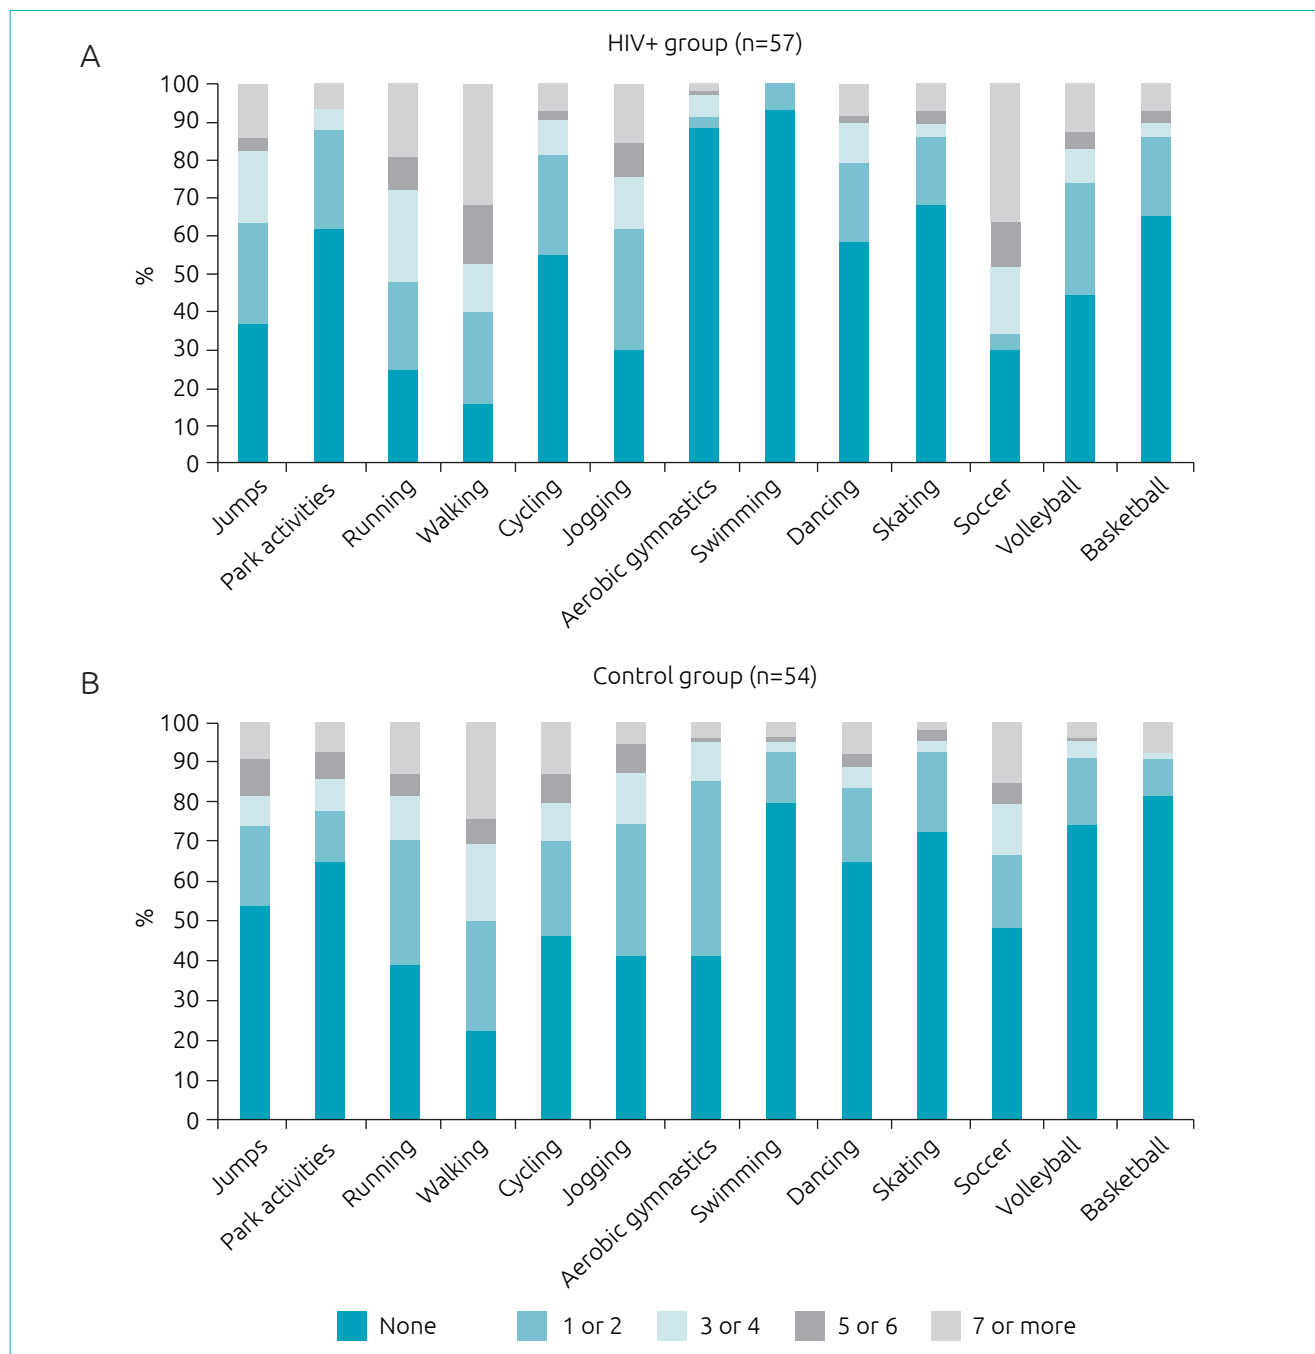 A
HIV+ group (n=57)
100
90
80
70
60
50
40
30
20
10
0
%
Jumps
Park activities
Running
Walking
Cycling
Jogging
Aerobic gymnastics
Swimming
Dancing
Skating
Soccer
Volleyball
Basketball
B
Control group (n=54)
100
90
80
70
60
50
40
30
20
10
0
%
Jumps
Park activities
Running
Walking
Cycling
Jogging
Aerobic gymnastics
Swimming
Dancing
Skating
Soccer
Volleyball
Basketball
None 1 or 2 3 or 4 5 or 6 7 or more